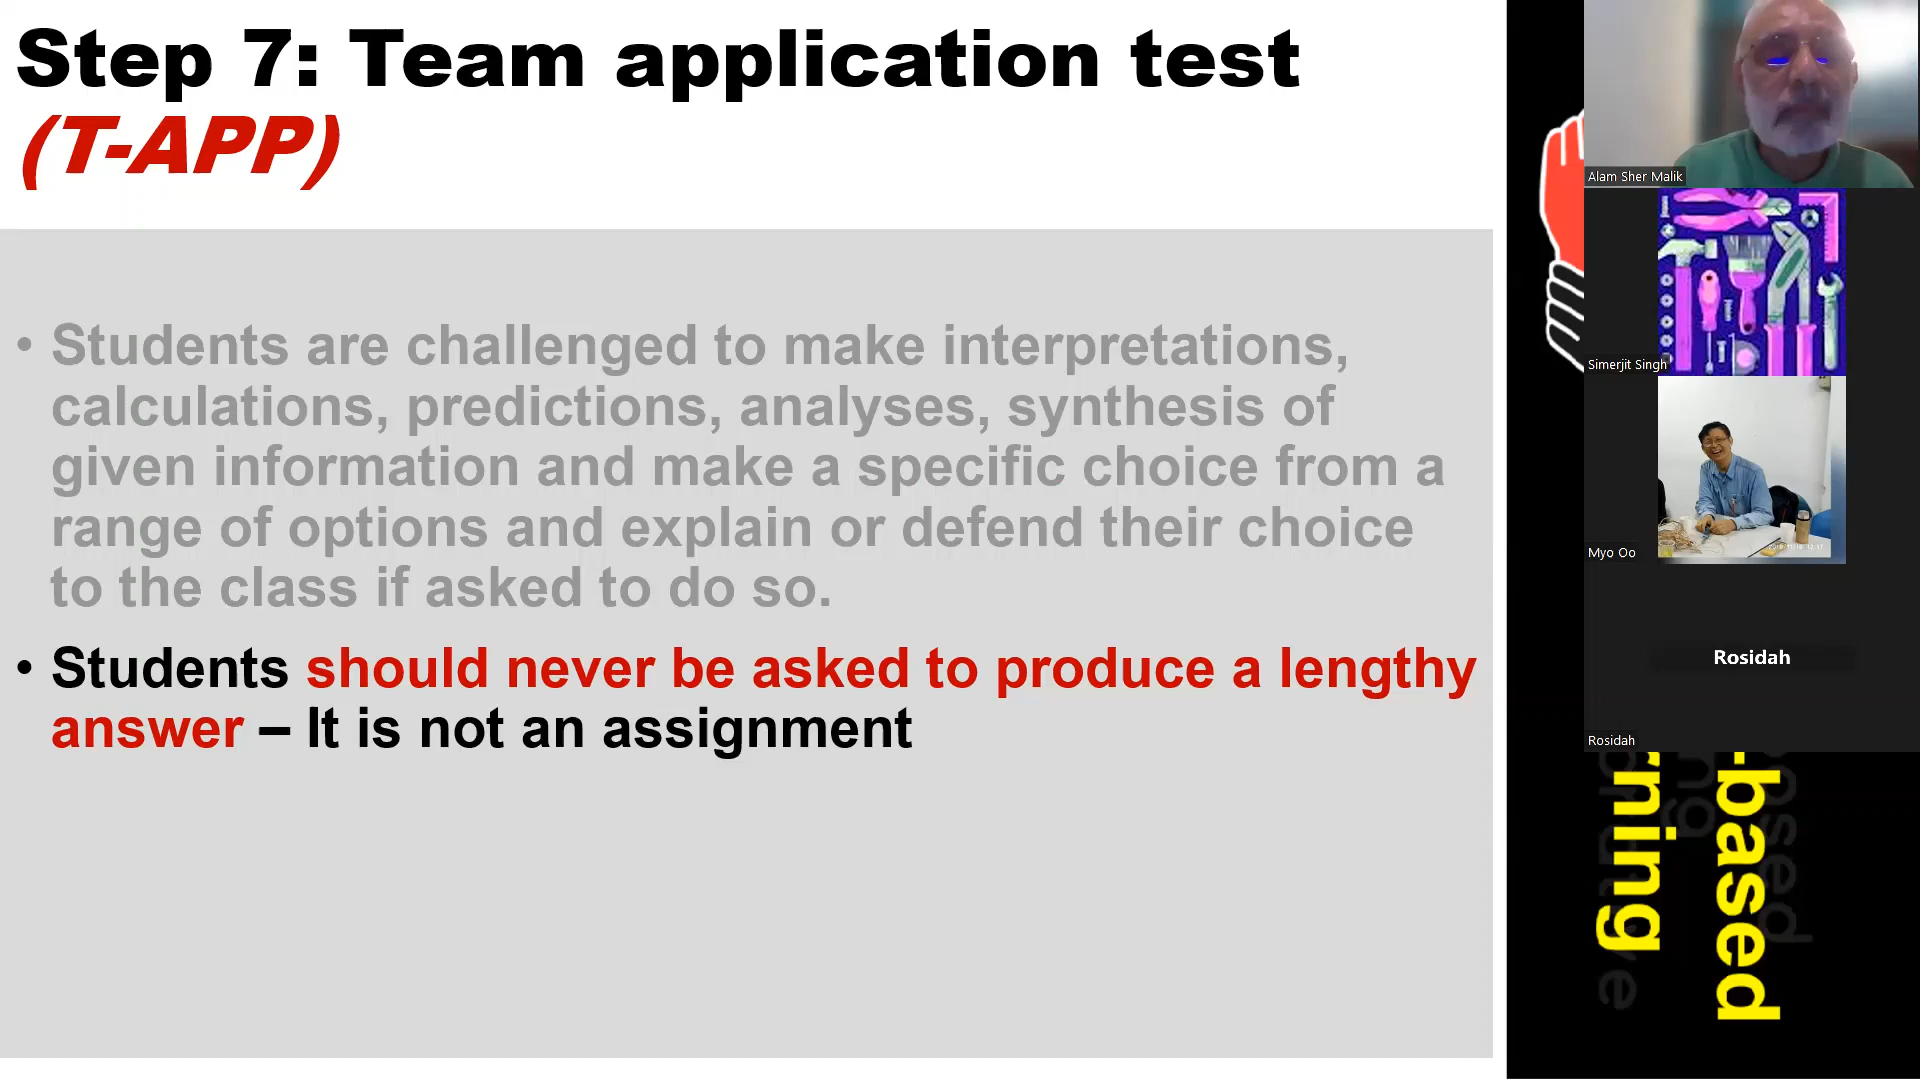 Step 7: Team application test
(T-APP)
• Students are challenged to make interpretations,
calculations, predictions, analyses, synthesis of
given information and make a specific choice from a
range of options and explain or defend their choice
to the class if asked to do so.
• Students should never be asked to produce a lengthy
answer – It is not an assignment
Alam Sher Malik
Simerjit Singh
Myo Oo
Rosidah
Rosidah
-based
rning